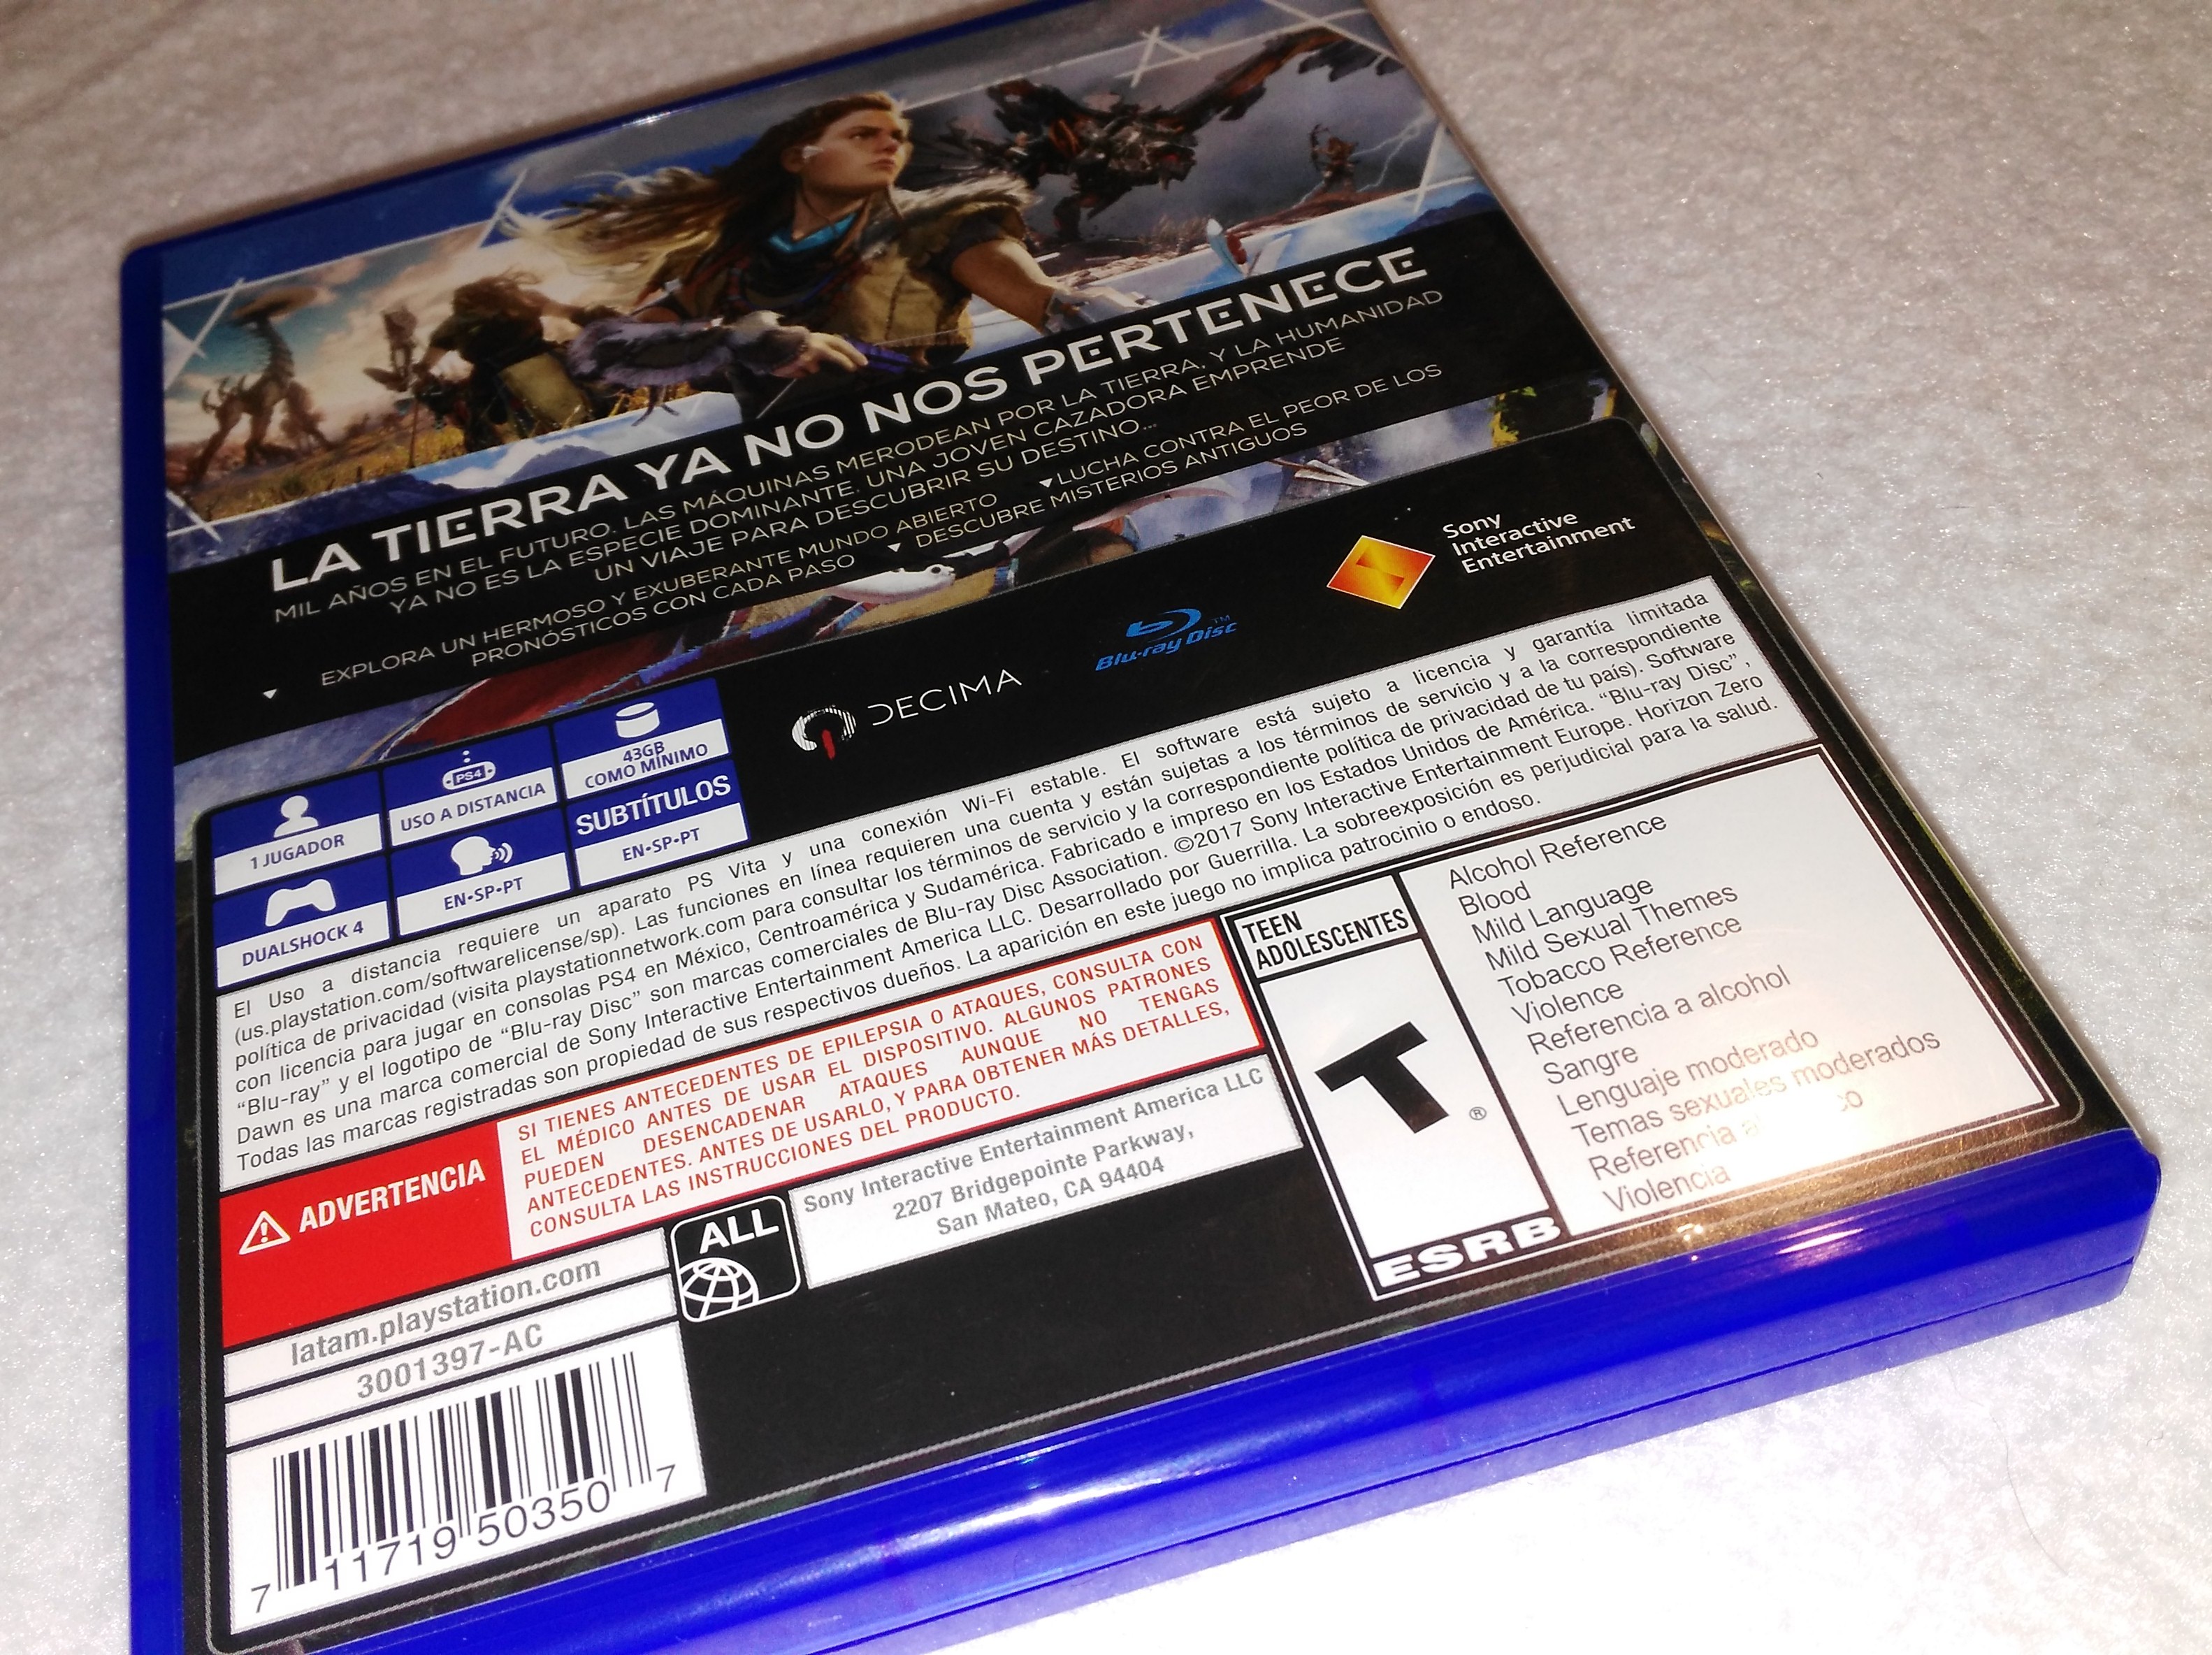 LA TIERRA YA NO NOS PERTENECE
MIL AÑOS EN EL FUTURO. LAS MÁQUINAS MERODEAN POR LA TIERRA, Y LA HUMANIDAD
YA NO ES LA ESPECIE DOMINANTE. UNA JOVEN CAZADORA EMPRENDE
UN VIAJE PARA DESCUBRIR SU DESTINO...
EXPLORA UN HERMOSO Y EXUBERANTE MUNDO ABIERTO
LUCHA CONTRA EL PEOR DE LOS
PRONÓSTICOS CON CADA PASO
DESCUBRE MISTERIOS ANTIGUOS
1 JUGADOR
PS4
USO A DISTANCIA
43GB
COMO MÍNIMO
DUALSHOCK 4
EN•SP•PT
SUBTÍTULOS
EN•SP•PT
DECIMA
Blu-ray Disc™
Sony
Interactive
Entertainment
El Uso a distancia requiere un aparato PS Vita y una conexión Wi-Fi estable. El software está sujeto a licencia y garantía limitada
(us.playstation.com/softwarelicense/sp). Las funciones en línea requieren una cuenta y están sujetas a los términos de servicio y a la correspondiente
política de privacidad (visita playstationnetwork.com para consultar los términos de servicio y la correspondiente política de privacidad de tu país). Software
con licencia para jugar en consolas PS4 en México, Centroamérica y Sudamérica. Fabricado e impreso en los Estados Unidos de América. "Blu-ray Disc",
"Blu-ray" y el logotipo de "Blu-ray Disc" son marcas comerciales de Blu-ray Disc Association. ©2017 Sony Interactive Entertainment Europe. Horizon Zero
Dawn es una marca comercial de Sony Interactive Entertainment America LLC. Desarrollado por Guerrilla. La sobreexposición es perjudicial para la salud.
Todas las marcas registradas son propiedad de sus respectivos dueños. La aparición en este juego no implica patrocinio o endoso.
ADVERTENCIA
SI TIENES ANTECEDENTES DE EPILEPSIA O ATAQUES, CONSULTA CON
EL MÉDICO ANTES DE USAR EL DISPOSITIVO. ALGUNOS PATRONES
PUEDEN DESENCADENAR ATAQUES AUNQUE NO TENGAS
ANTECEDENTES. ANTES DE USARLO, Y PARA OBTENER MÁS DETALLES,
CONSULTA LAS INSTRUCCIONES DEL PRODUCTO.
latam.playstation.com
3001397-AC
7 11719 50350 7
ALL
Sony Interactive Entertainment America LLC
2207 Bridgepointe Parkway,
San Mateo, CA 94404
TEEN
ADOLESCENTES
T®
ESRB
Alcohol Reference
Blood
Mild Language
Mild Sexual Themes
Tobacco Reference
Violence
Referencia a alcohol
Sangre
Lenguaje moderado
Temas sexuales moderados
Referencia
Violencia